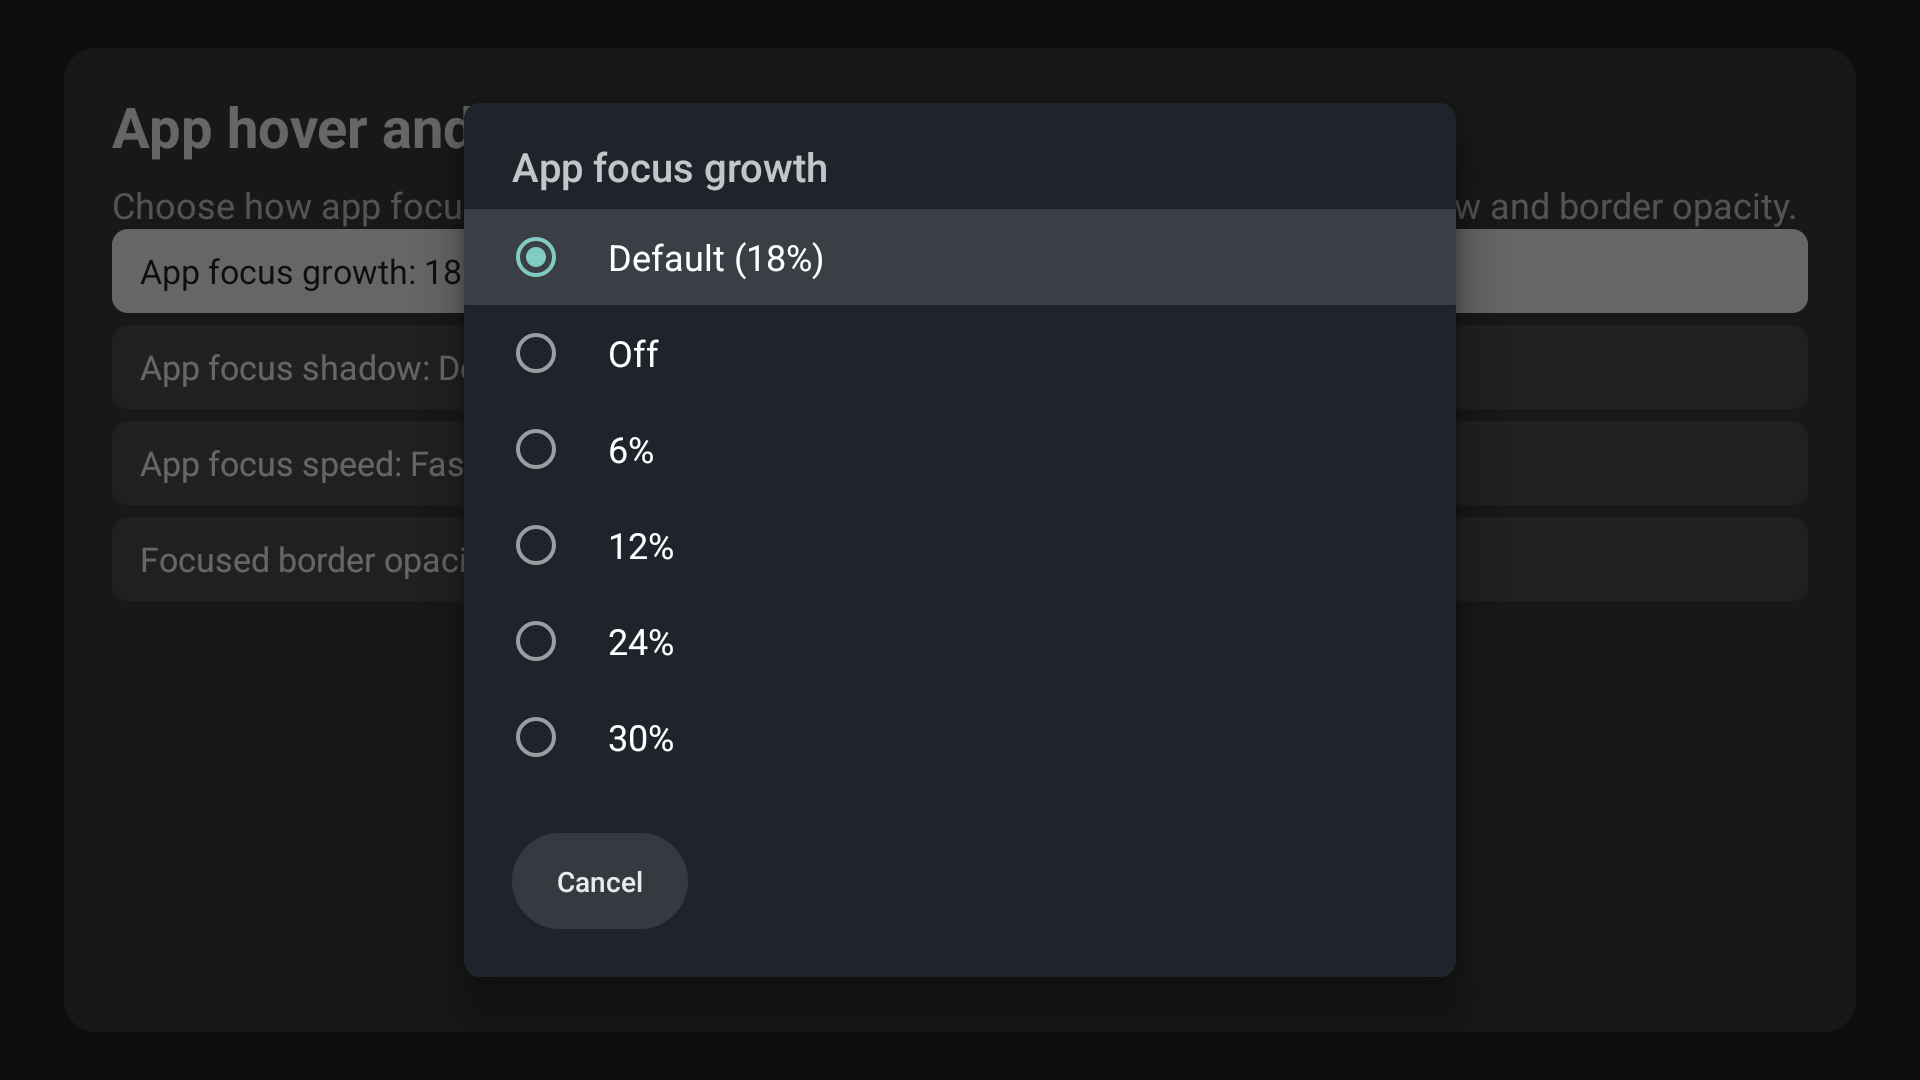 App hover and
Choose how app focu
w and border opacity.
App focus growth: 18
App focus shadow: D
App focus speed: Fas
Focused border opaci
App focus growth
Default (18%)
Off
6%
12%
24%
30%
Cancel